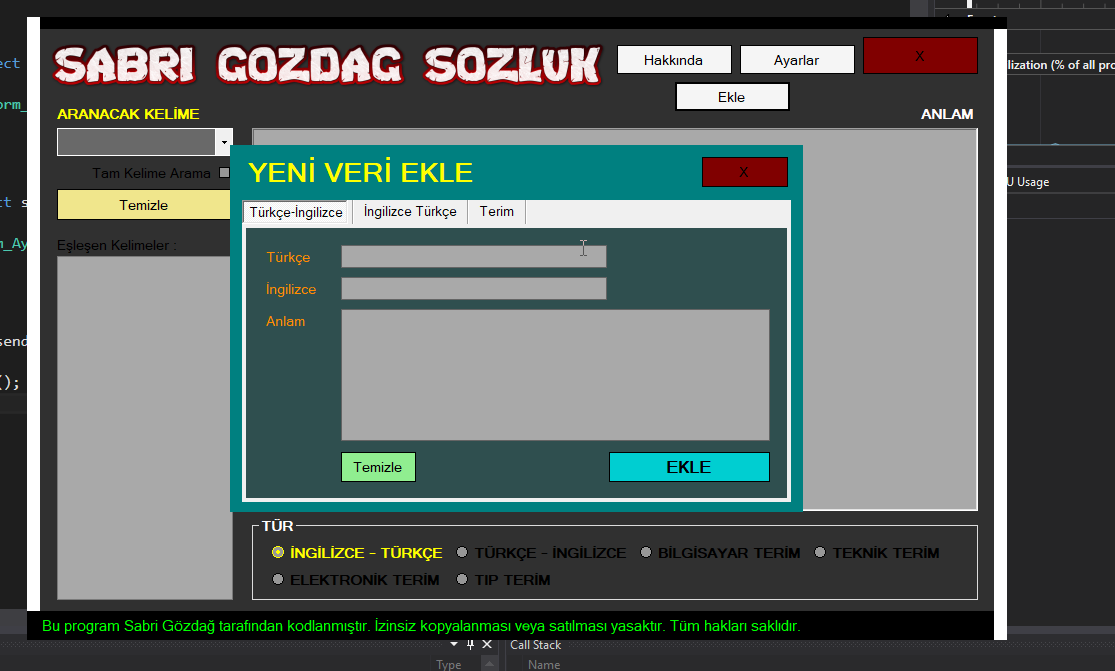 SABRI GOZDAG SOZLUK
Hakkında
Ayarlar
X
Ekle
ARANACAK KELİME
ANLAM
Tam Kelime Arama
Temizle
Eşleşen Kelimeler :
YENİ VERİ EKLE
X
Türkçe-İngilizce
İngilizce Türkçe
Terim
Türkçe
İngilizce
Anlam
Temizle
EKLE
TÜR
İNGİLİZCE - TÜRKÇE
TÜRKÇE - İNGİLİZCE
BİLGİSAYAR TERİM
TEKNİK TERİM
ELEKTRONİK TERİM
TIP TERİM
Bu program Sabri Gözdağ tarafından kodlanmıştır. İzinsiz kopyalanması veya satılması yasaktır. Tüm hakları saklıdır.
lization (% of all pro
U Usage
ect
orm_
ct s
m_Ay
send
();
Call Stack
Type
Name